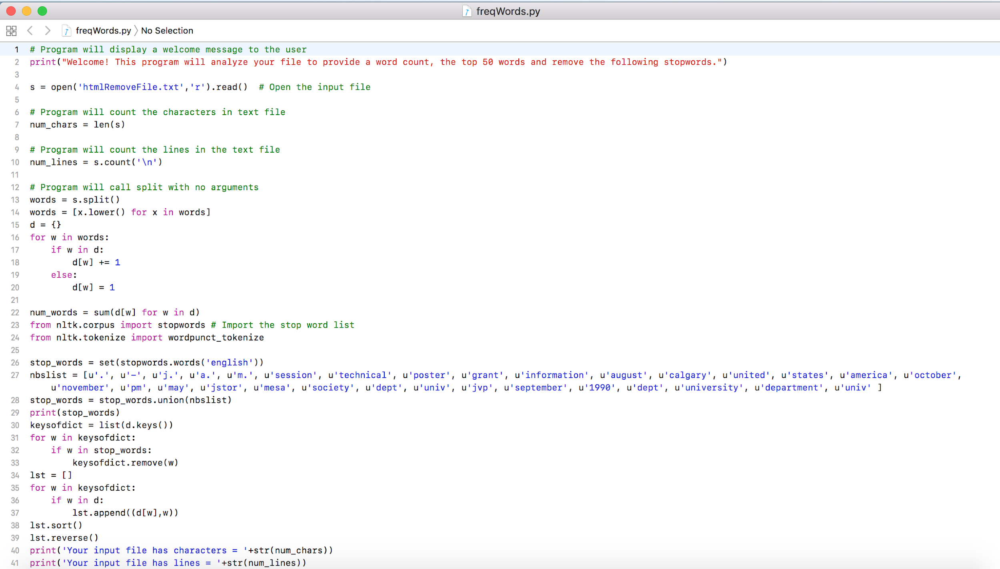 freqWords.py
freqWords.py 〉 No Selection
1 # Program will display a welcome message to the user
2 print("Welcome! This program will analyze your file to provide a word count, the top 50 words and remove the following stopwords.")
3
4 s = open('htmlRemoveFile.txt','r').read()  # Open the input file
5
6 # Program will count the characters in text file
7 num_chars = len(s)
8
9 # Program will count the lines in the text file
10 num_lines = s.count('\n')
11
12 # Program will call split with no arguments
13 words = s.split()
14 words = [x.lower() for x in words]
15 d = {}
16 for w in words:
17     if w in d:
18         d[w] += 1
19     else:
20         d[w] = 1
21
22 num_words = sum(d[w] for w in d)
23 from nltk.corpus import stopwords # Import the stop word list
24 from nltk.tokenize import wordpunct_tokenize
25
26 stop_words = set(stopwords.words('english'))
27 nbslist = [u'.', u'–', u'j.', u'a.', u'm.', u'session', u'technical', u'poster', u'grant', u'information', u'august', u'calgary', u'united', u'states', u'america', u'october',
    u'november', u'pm', u'may', u'jstor', u'mesa', u'society', u'dept', u'univ', u'jvp', u'september', u'1990', u'dept', u'university', u'department', u'univ' ]
28 stop_words = stop_words.union(nbslist)
29 print(stop_words)
30 keysofdict = list(d.keys())
31 for w in keysofdict:
32     if w in stop_words:
33         keysofdict.remove(w)
34 lst = []
35 for w in keysofdict:
36     if w in d:
37         lst.append((d[w],w))
38 lst.sort()
39 lst.reverse()
40 print('Your input file has characters = '+str(num_chars))
41 print('Your input file has lines = '+str(num_lines))